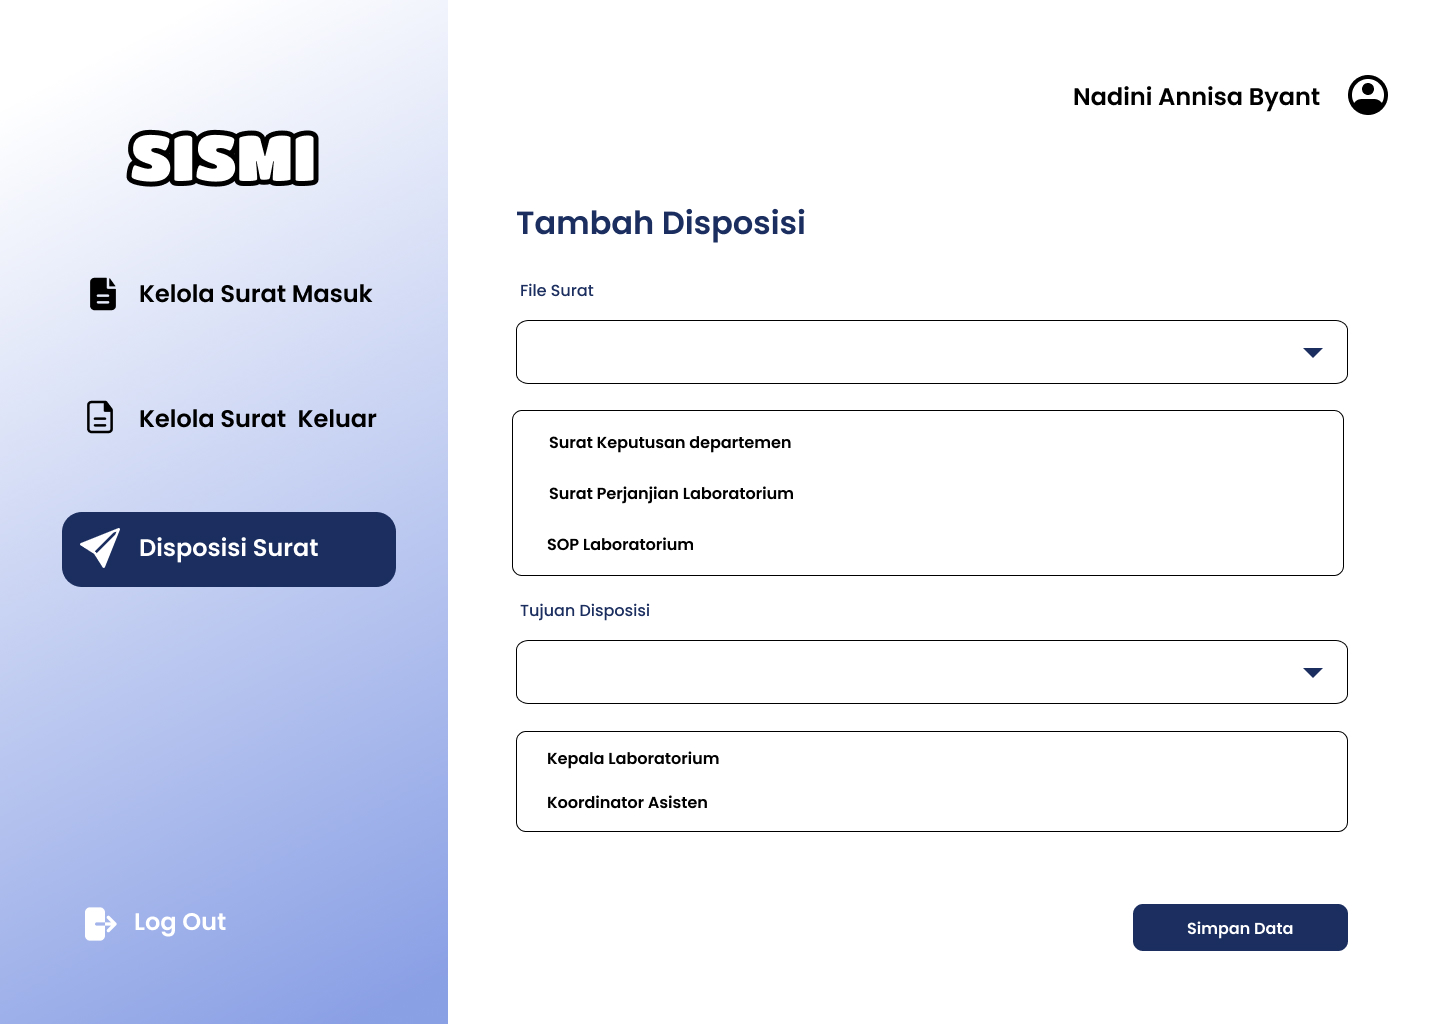 SISMI
Kelola Surat Masuk
Kelola Surat  Keluar
Disposisi Surat
Log Out
Nadini Annisa Byant
Tambah Disposisi
File Surat
Surat Keputusan departemen
Surat Perjanjian Laboratorium
SOP Laboratorium
Tujuan Disposisi
Kepala Laboratorium
Koordinator Asisten
Simpan Data